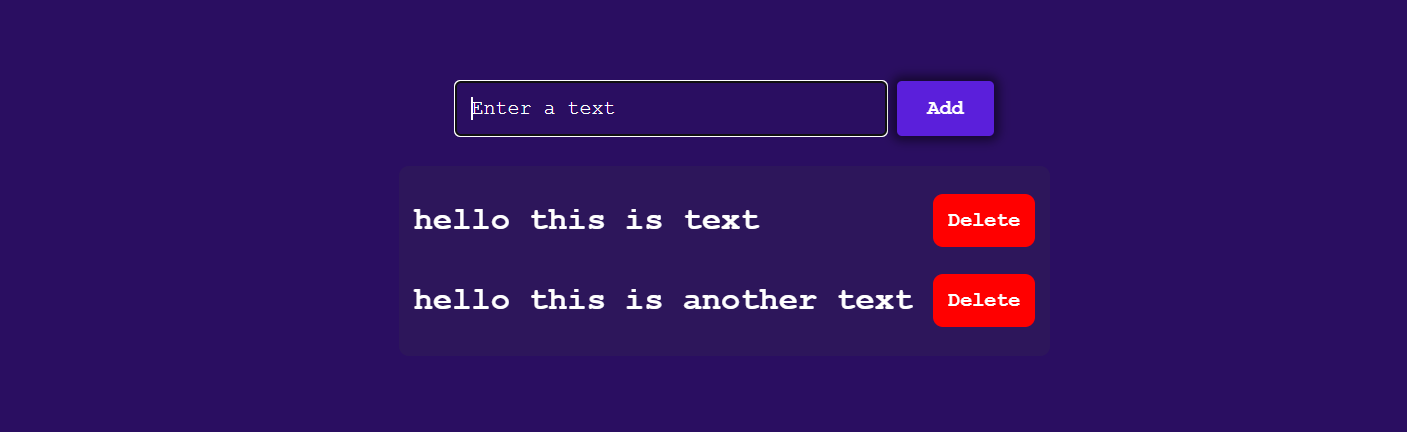 Enter a text
Add
hello this is text
Delete
hello this is another text
Delete